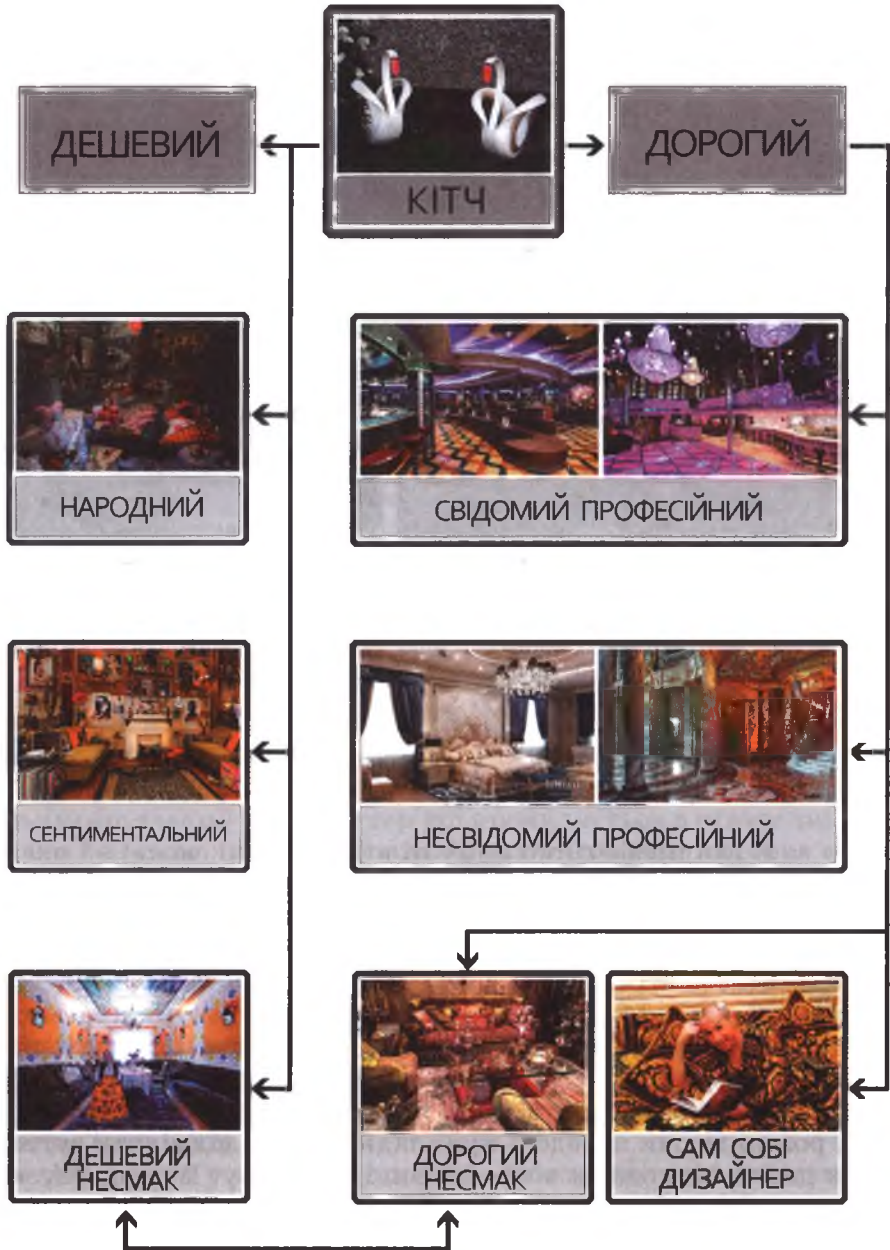 КІТЧ
ДЕШЕВИЙ
ДОРОГИЙ
НАРОДНИЙ
СВІДОМИЙ ПРОФЕСІЙНИЙ
СЕНТИМЕНТАЛЬНИЙ
НЕСВІДОМИЙ ПРОФЕСІЙНИЙ
ДЕШЕВИЙ
НЕСМАК
ДОРОГИЙ
НЕСМАК
САМ СОБІ
ДИЗАЙНЕР